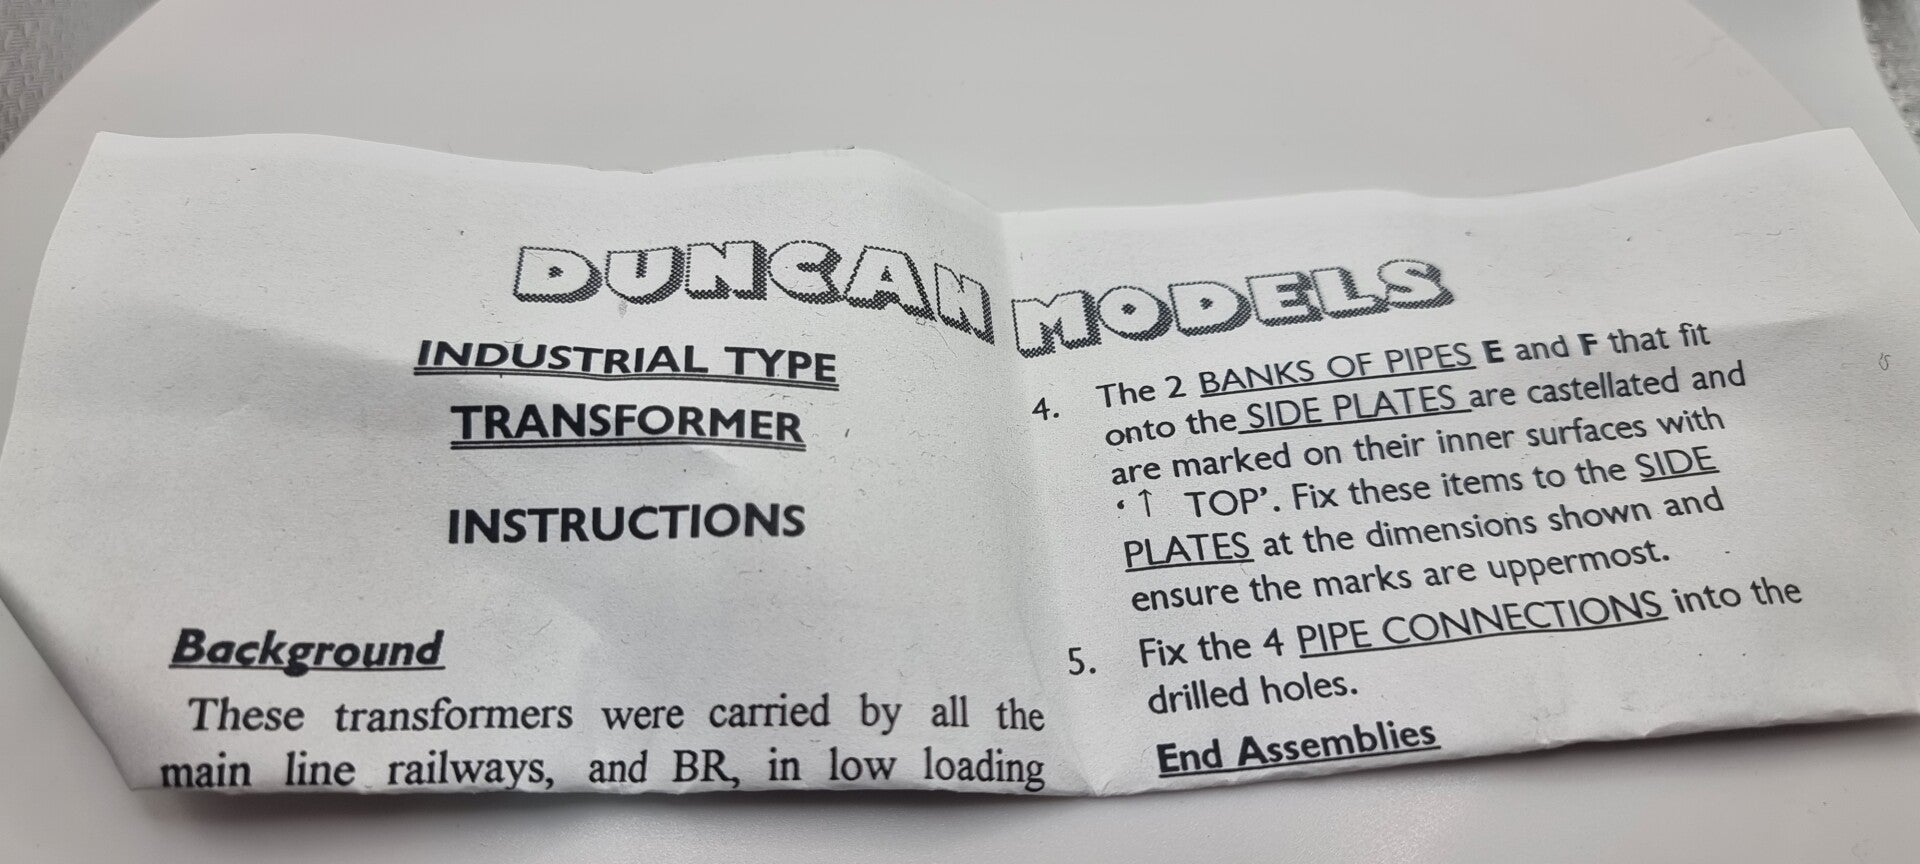 DUNCAN MODELS
INDUSTRIAL TYPE
TRANSFORMER
INSTRUCTIONS
Background
These transformers were carried by all the
main line railways, and BR, in low loading
4. The 2 BANKS OF PIPES E and F that fit
onto the SIDE PLATES are castellated and
are marked on their inner surfaces with
‘↑ TOP’. Fix these items to the SIDE
PLATES at the dimensions shown and
ensure the marks are uppermost.
5. Fix the 4 PIPE CONNECTIONS into the
drilled holes.
End Assemblies